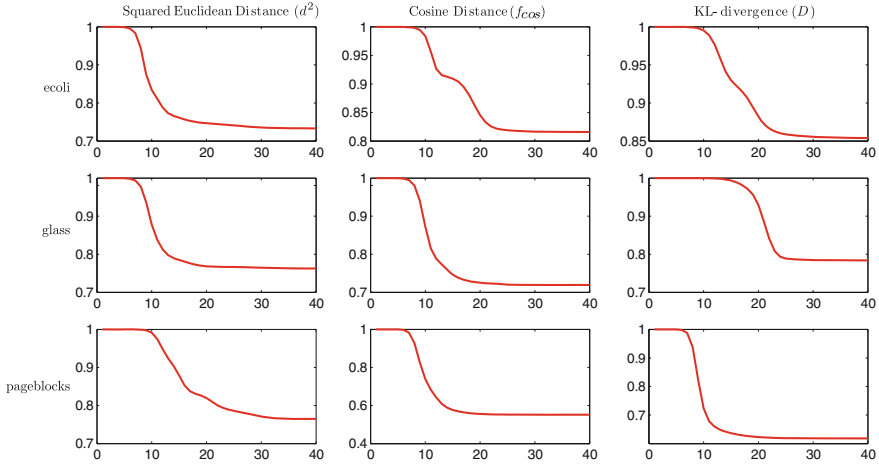 Squared Euclidean Distance (d²) Cosine Distance (f_cos) KL-divergence (D)
1 1 1
0.9 0.95 0.95
ecoli 0.9
0.8 0.85 0.9
0.7 0.8 0.85
0 10 20 30 40 0 10 20 30 40 0 10 20 30 40
1 1 1
0.9 0.9 0.9
glass
0.8 0.8 0.8
0.7 0.7 0.7
0 10 20 30 40 0 10 20 30 40 0 10 20 30 40
1 1 1
0.9 0.9
0.8 0.8
pageblocks
0.8 0.6 0.7
0.7 0.4
0 10 20 30 40 0 10 20 30 40 0 10 20 30 40